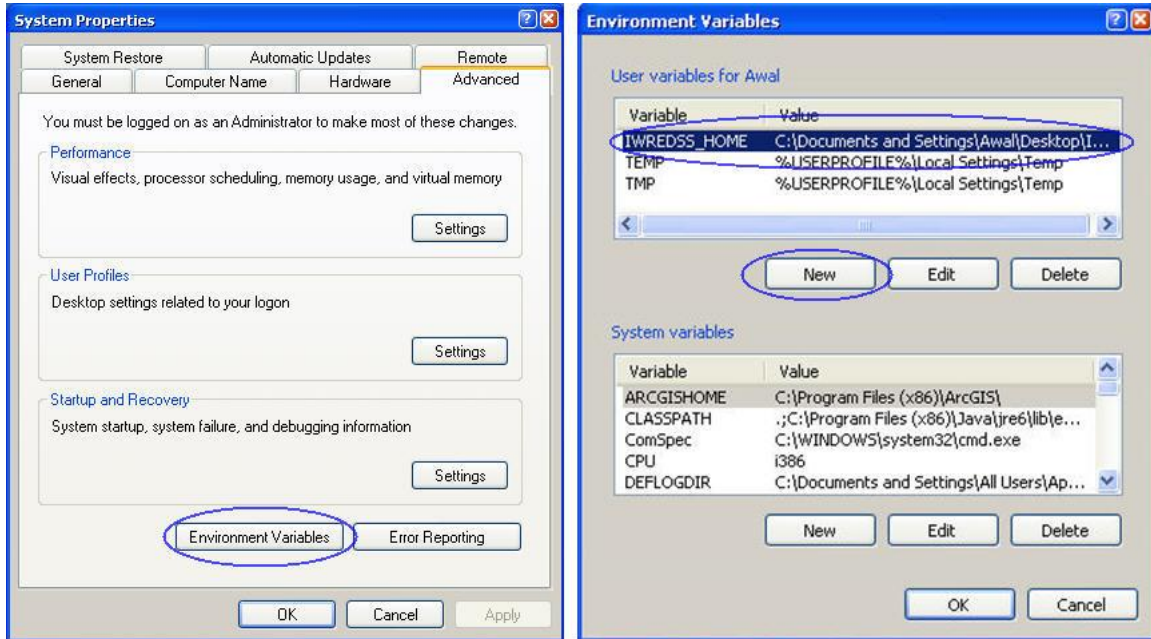 System Properties
System Restore Automatic Updates Remote
General Computer Name Hardware Advanced
You must be logged on as an Administrator to make most of these changes.
Performance
Visual effects, processor scheduling, memory usage, and virtual memory
Settings
User Profiles
Desktop settings related to your logon
Settings
Startup and Recovery
System startup, system failure, and debugging information
Settings
Environment Variables Error Reporting
OK Cancel Apply
Environment Variables
User variables for Awal
Variable Value
IWREDSS_HOME C:\Documents and Settings\Awal\Desktop\I...
TEMP %USERPROFILE%\Local Settings\Temp
TMP %USERPROFILE%\Local Settings\Temp
New Edit Delete
System variables
Variable Value
ARCGISHOME C:\Program Files (x86)\ArcGIS\
CLASSPATH .;C:\Program Files (x86)\Java\jre6\lib\e...
ComSpec C:\WINDOWS\system32\cmd.exe
CPU i386
DEFLOGDIR C:\Documents and Settings\All Users\Ap...
New Edit Delete
OK Cancel